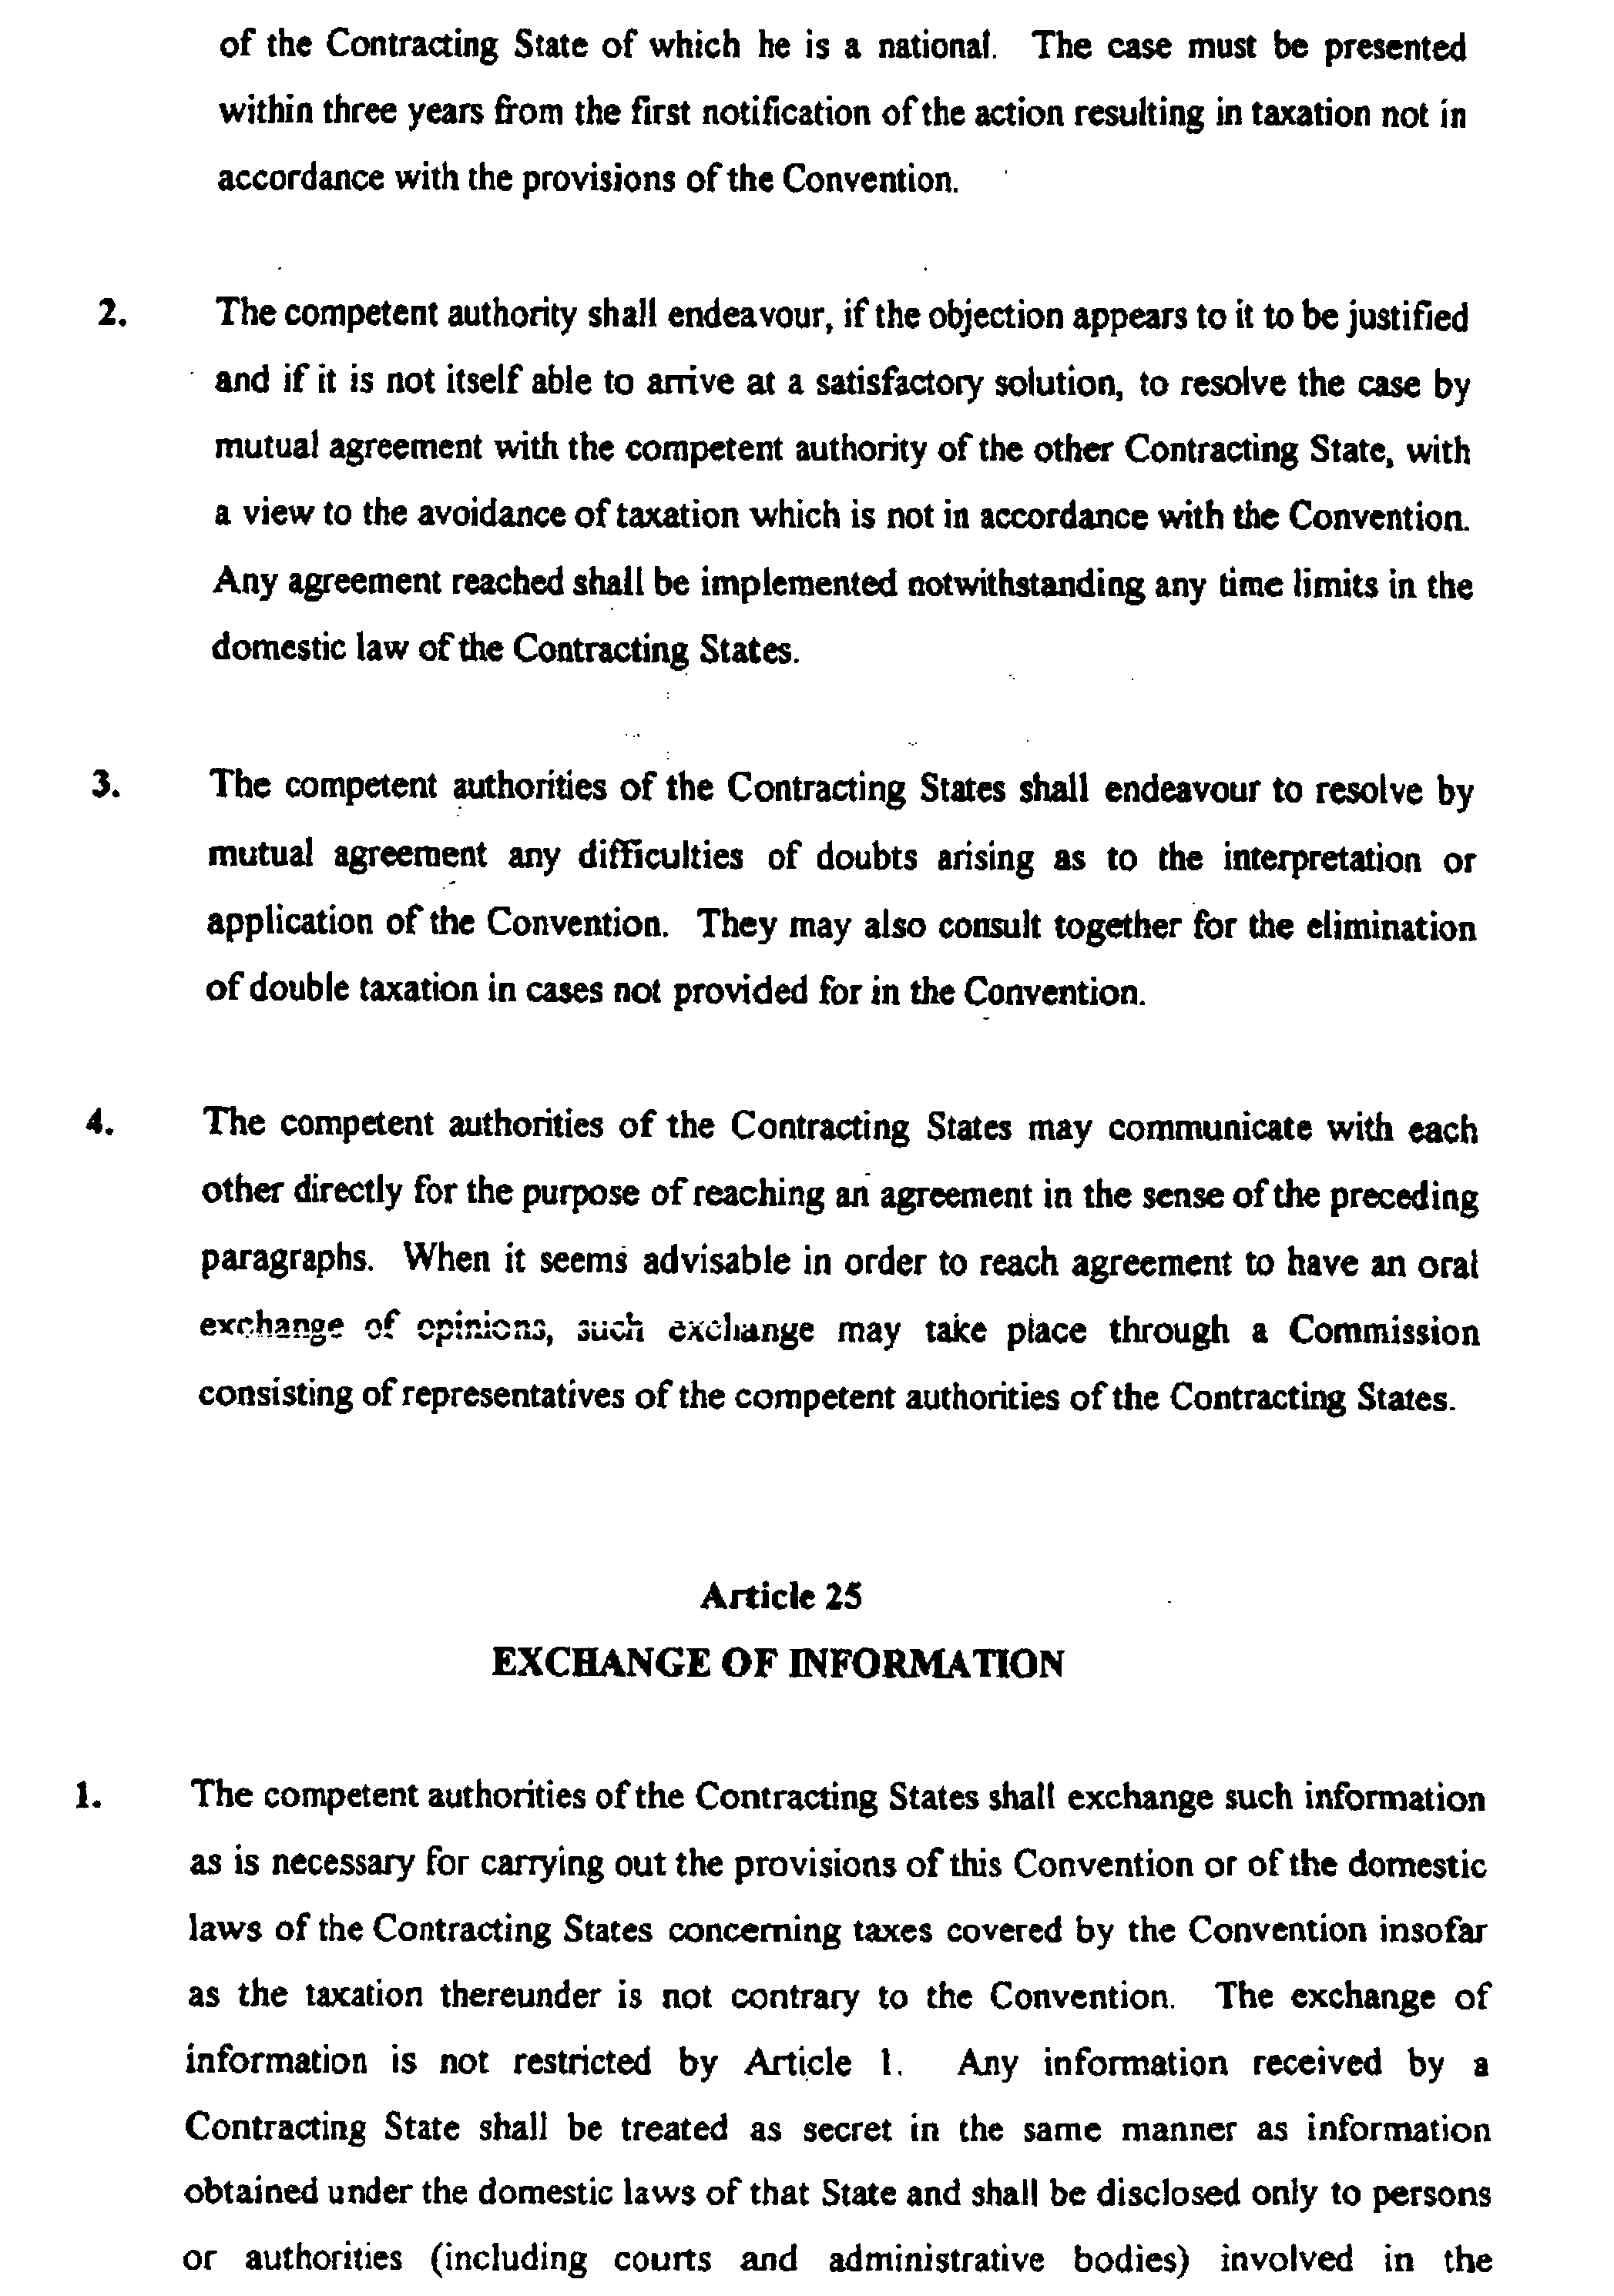 of the Contracting State of which he is a national. The case must be presented
within three years from the first notification of the action resulting in taxation not in
accordance with the provisions of the Convention.
2. The competent authority shall endeavour, if the objection appears to it to be justified
and if it is not itself able to arrive at a satisfactory solution, to resolve the case by
mutual agreement with the competent authority of the other Contracting State, with
a view to the avoidance of taxation which is not in accordance with the Convention.
Any agreement reached shall be implemented notwithstanding any time limits in the
domestic law of the Contracting States.
3. The competent authorities of the Contracting States shall endeavour to resolve by
mutual agreement any difficulties of doubts arising as to the interpretation or
application of the Convention. They may also consult together for the elimination
of double taxation in cases not provided for in the Convention.
4. The competent authorities of the Contracting States may communicate with each
other directly for the purpose of reaching an agreement in the sense of the preceding
paragraphs. When it seems advisable in order to reach agreement to have an oral
exchange of opinions, such exchange may take place through a Commission
consisting of representatives of the competent authorities of the Contracting States.
Article 25
EXCHANGE OF INFORMATION
1. The competent authorities of the Contracting States shall exchange such information
as is necessary for carrying out the provisions of this Convention or of the domestic
laws of the Contracting States concerning taxes covered by the Convention insofar
as the taxation thereunder is not contrary to the Convention. The exchange of
information is not restricted by Article 1. Any information received by a
Contracting State shall be treated as secret in the same manner as information
obtained under the domestic laws of that State and shall be disclosed only to persons
or authorities (including courts and administrative bodies) involved in the